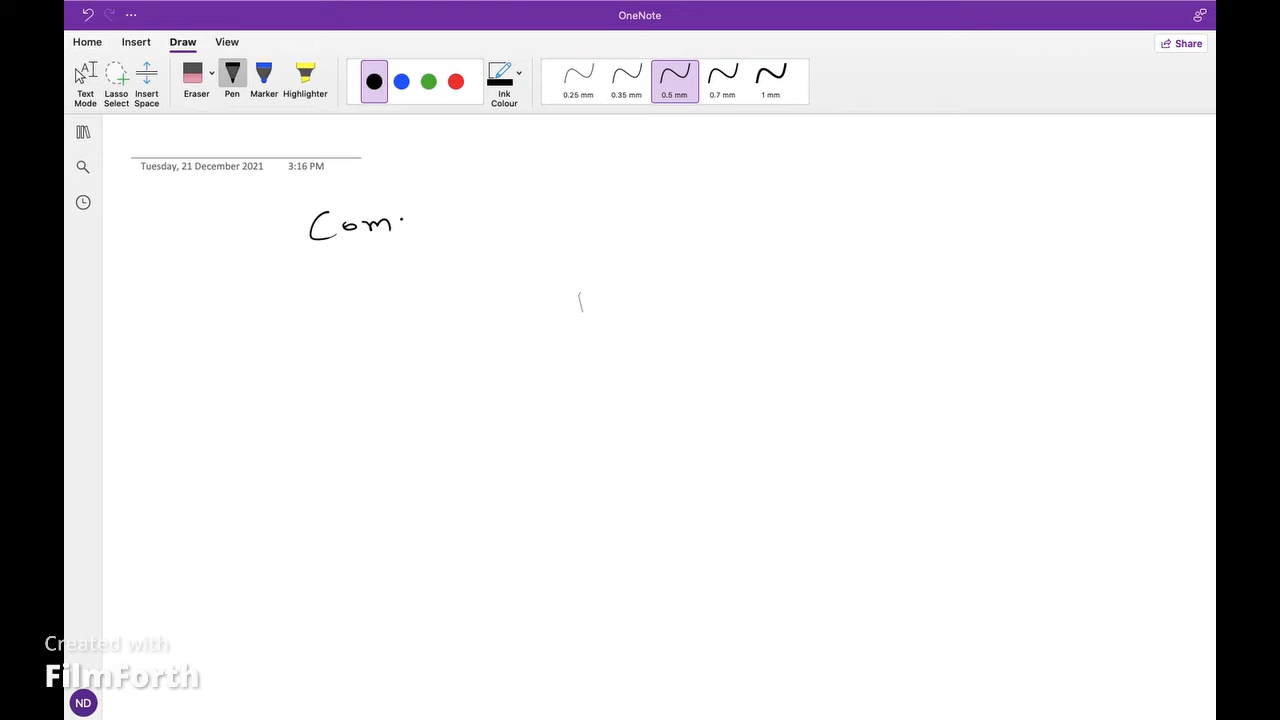 OneNote
Home Insert Draw View
Share
Text Mode
Lasso Select
Insert Space
Eraser
Pen
Marker
Highlighter
Ink Colour
0.25 mm 0.35 mm 0.5 mm 0.7 mm 1 mm
Tuesday, 21 December 2021 3:16 PM
Com
Created with
FilmForth
ND